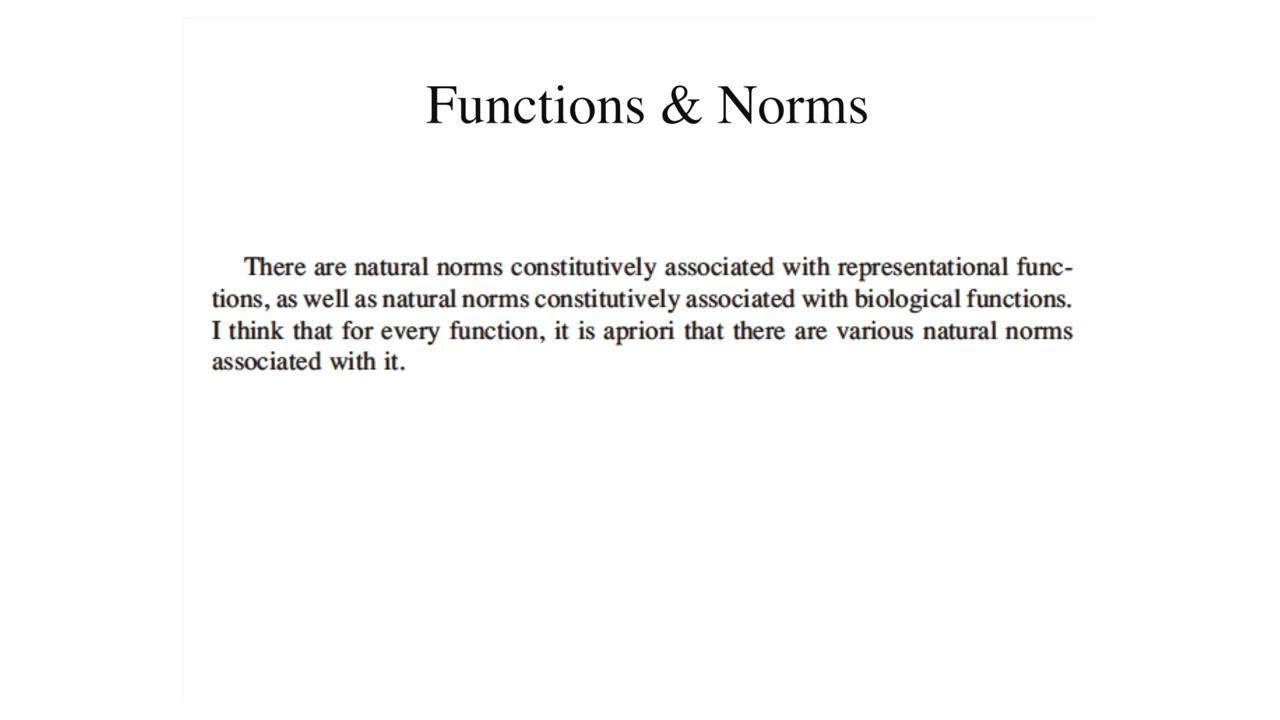 Functions & Norms
There are natural norms constitutively associated with representational func-
tions, as well as natural norms constitutively associated with biological functions.
I think that for every function, it is apriori that there are various natural norms
associated with it.